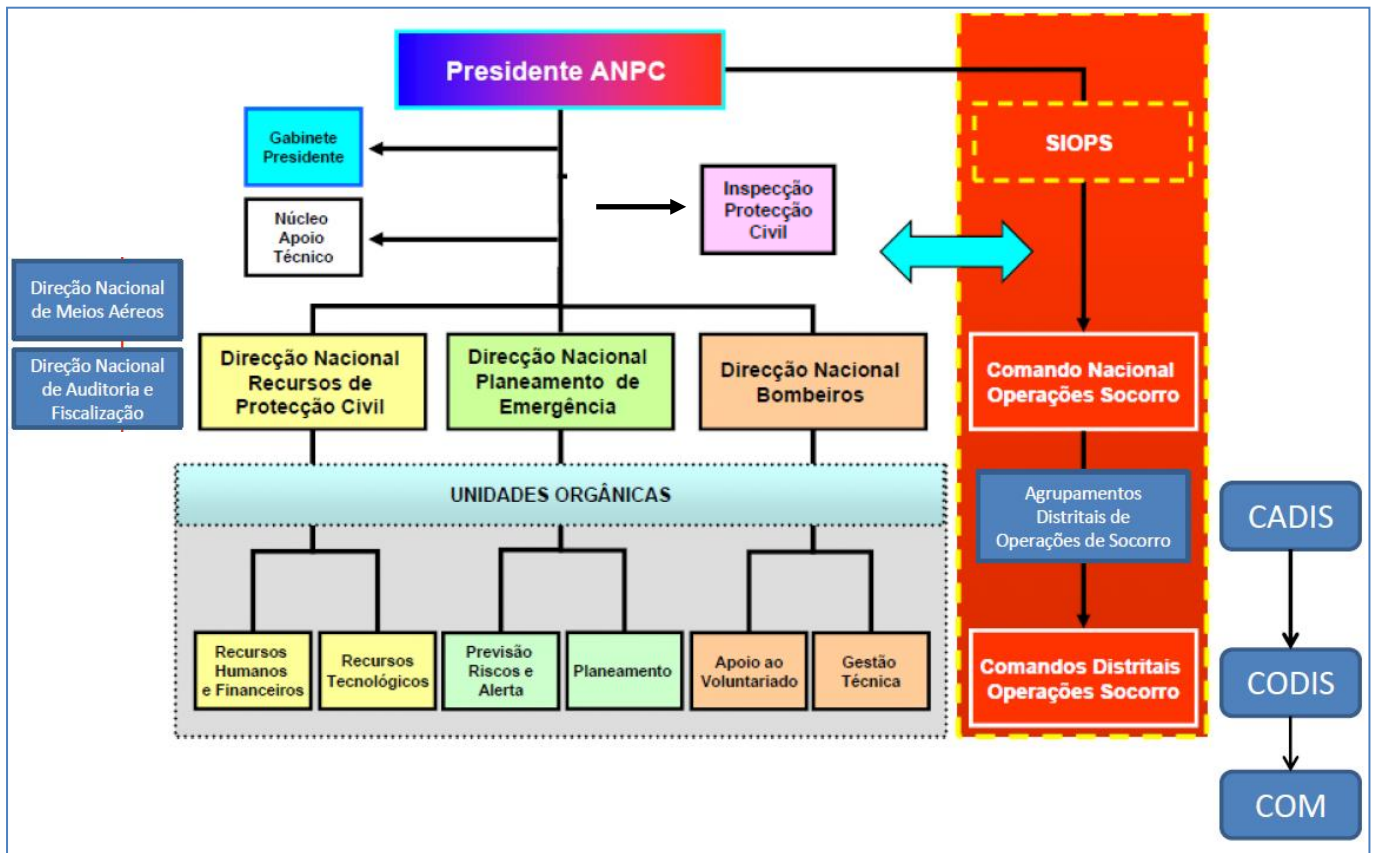 Presidente ANPC
Gabinete
Presidente
SIOPS
Inspecção
Protecção
Civil
Núcleo
Apoio
Técnico
Direção Nacional
de Meios Aéreos
Direção Nacional
de Auditoria e
Fiscalização
Direcção Nacional
Recursos de
Protecção Civil
Direcção Nacional
Planeamento de
Emergência
Direcção Nacional
Bombeiros
Comando Nacional
Operações Socorro
UNIDADES ORGÂNICAS
Agrupamentos
Distritais de
Operações de Socorro
CADIS
Recursos
Humanos
e Financeiros
Recursos
Tecnológicos
Previsão
Riscos e
Alerta
Planeamento
Apoio ao
Voluntariado
Gestão
Técnica
Comandos Distritais
Operações Socorro
CODIS
COM